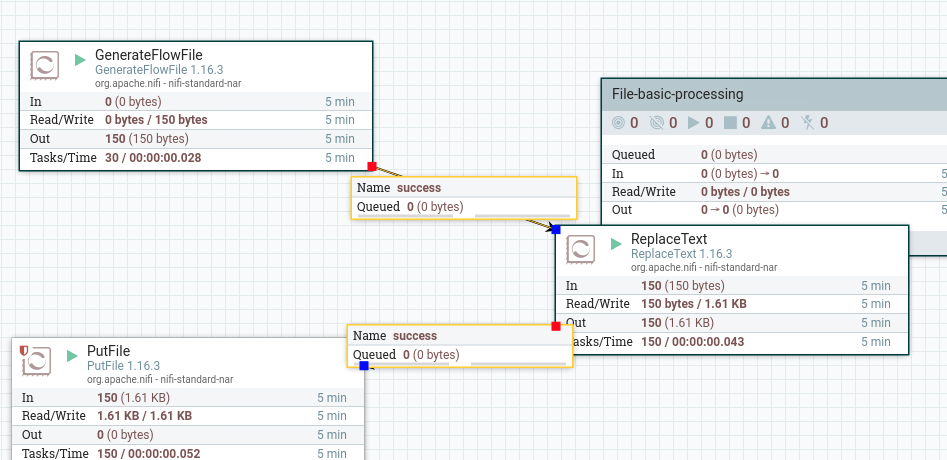 GenerateFlowFile
GenerateFlowFile 1.16.3
org.apache.nifi - nifi-standard-nar
In 0 (0 bytes) 5 min
Read/Write 0 bytes / 150 bytes 5 min
Out 150 (150 bytes) 5 min
Tasks/Time 30 / 00:00:00.028 5 min
File-basic-processing
0 0 0 0 0 0
Queued 0 (0 bytes)
In 0 (0 bytes) → 0 5
Read/Write 0 bytes / 0 bytes 5
Out 0 → 0 (0 bytes) 5
Name success
Queued 0 (0 bytes)
ReplaceText
ReplaceText 1.16.3
org.apache.nifi - nifi-standard-nar
In 150 (150 bytes) 5 min
Read/Write 150 bytes / 1.61 KB 5 min
Out 150 (1.61 KB) 5 min
asks/Time 150 / 00:00:00.043 5 min
Name success
Queued 0 (0 bytes)
PutFile
PutFile 1.16.3
org.apache.nifi - nifi-standard-nar
In 150 (1.61 KB) 5 min
Read/Write 1.61 KB / 1.61 KB 5 min
Out 0 (0 bytes) 5 min
Tasks/Time 150 / 00:00:00.052 5 min